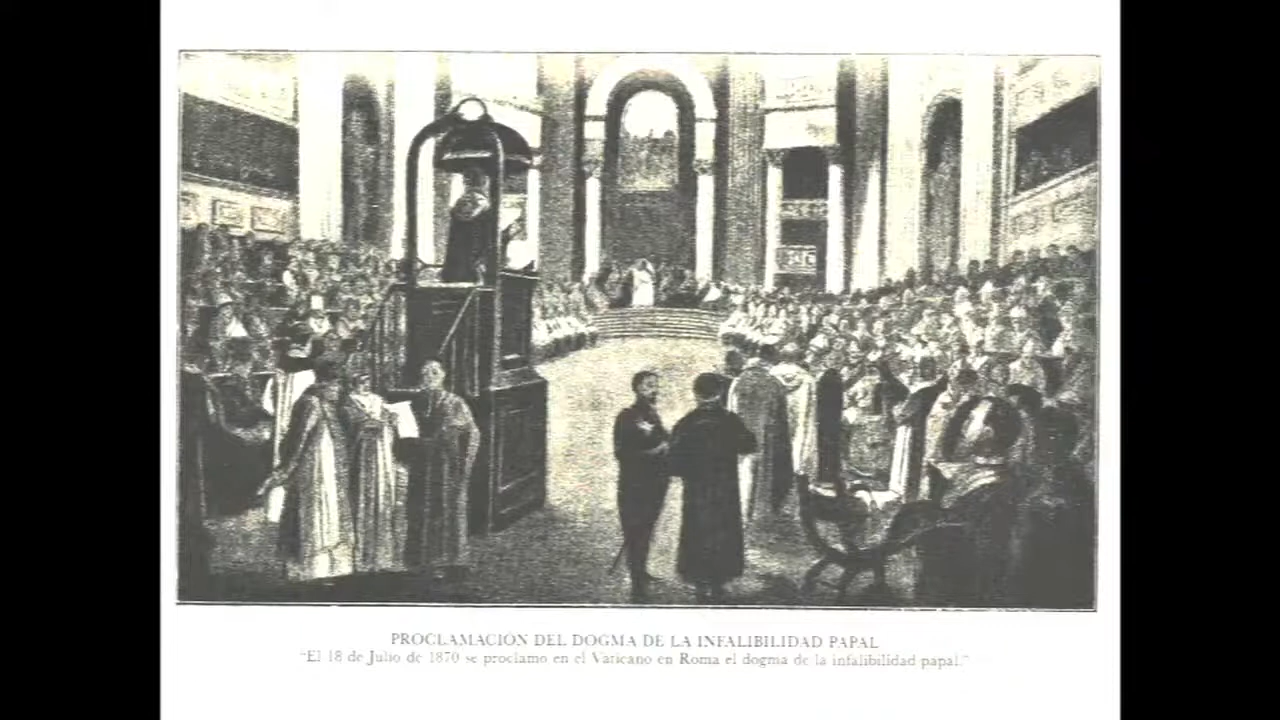 PROCLAMACIÓN DEL DOGMA DE LA INFALIBILIDAD PAPAL
"El 18 de Julio de 1870 se proclamo en el Vaticano en Roma el dogma de la infalibilidad papal."